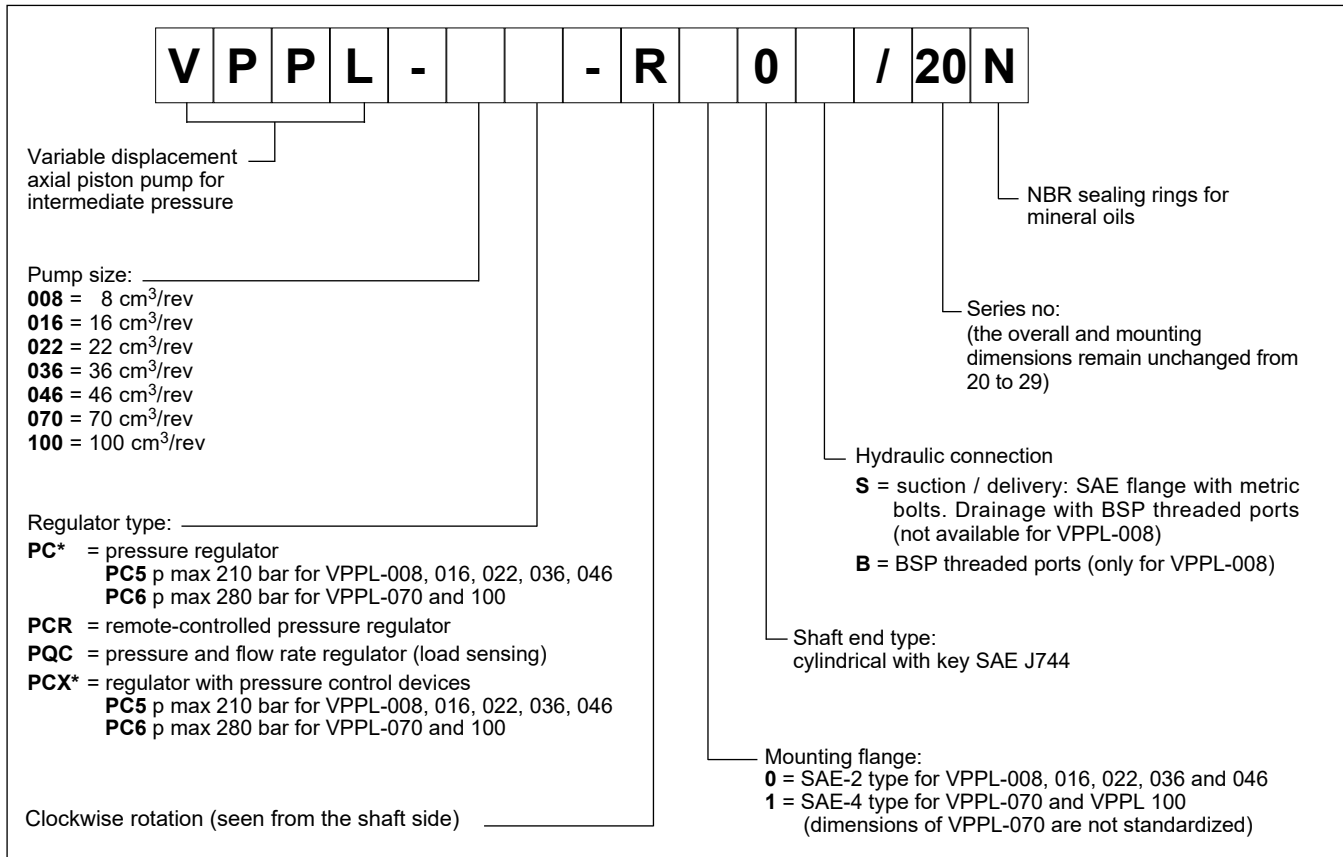 V P P L - - R 0 / 20 N
Variable displacement
axial piston pump for
intermediate pressure
NBR sealing rings for
mineral oils
Pump size:
008 = 8 cm³/rev
016 = 16 cm³/rev
022 = 22 cm³/rev
036 = 36 cm³/rev
046 = 46 cm³/rev
070 = 70 cm³/rev
100 = 100 cm³/rev
Series no:
(the overall and mounting
dimensions remain unchanged from
20 to 29)
Hydraulic connection
S = suction / delivery: SAE flange with metric
bolts. Drainage with BSP threaded ports
(not available for VPPL-008)
B = BSP threaded ports (only for VPPL-008)
Regulator type:
PC* = pressure regulator
PC5 p max 210 bar for VPPL-008, 016, 022, 036, 046
PC6 p max 280 bar for VPPL-070 and 100
PCR = remote-controlled pressure regulator
PQC = pressure and flow rate regulator (load sensing)
PCX* = regulator with pressure control devices
PC5 p max 210 bar for VPPL-008, 016, 022, 036, 046
PC6 p max 280 bar for VPPL-070 and 100
Shaft end type:
cylindrical with key SAE J744
Mounting flange:
0 = SAE-2 type for VPPL-008, 016, 022, 036 and 046
1 = SAE-4 type for VPPL-070 and VPPL 100
(dimensions of VPPL-070 are not standardized)
Clockwise rotation (seen from the shaft side)